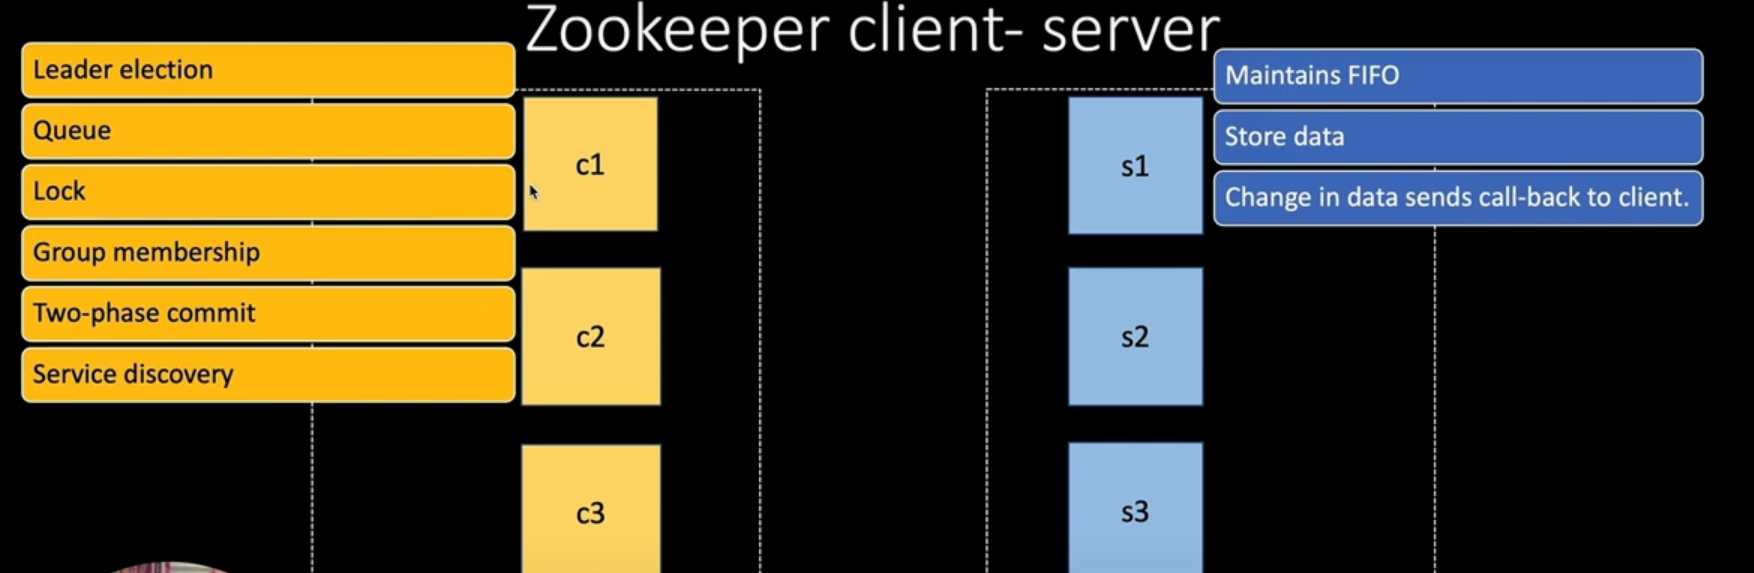 Zookeeper client- server
Leader election
Queue
Lock
Group membership
Two-phase commit
Service discovery
c1
c2
c3
s1
s2
s3
Maintains FIFO
Store data
Change in data sends call-back to client.